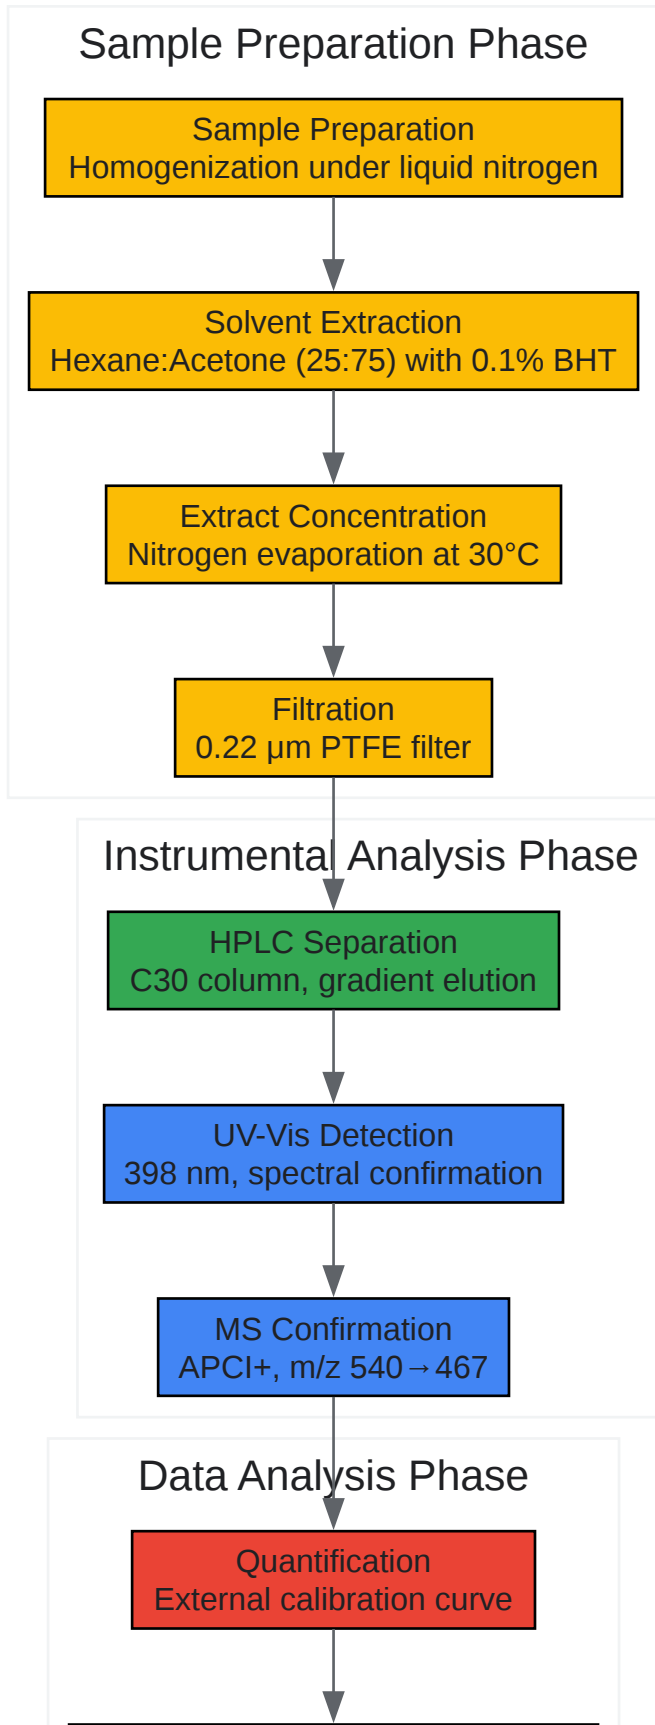 Sample Preparation Phase
Sample Preparation
Homogenization under liquid nitrogen
Solvent Extraction
Hexane:Acetone (25:75) with 0.1% BHT
Extract Concentration
Nitrogen evaporation at 30°C
Filtration
0.22 μm PTFE filter
Instrumental Analysis Phase
HPLC Separation
C30 column, gradient elution
UV-Vis Detection
398 nm, spectral confirmation
MS Confirmation
APCI+, m/z 540→467
Data Analysis Phase
Quantification
External calibration curve